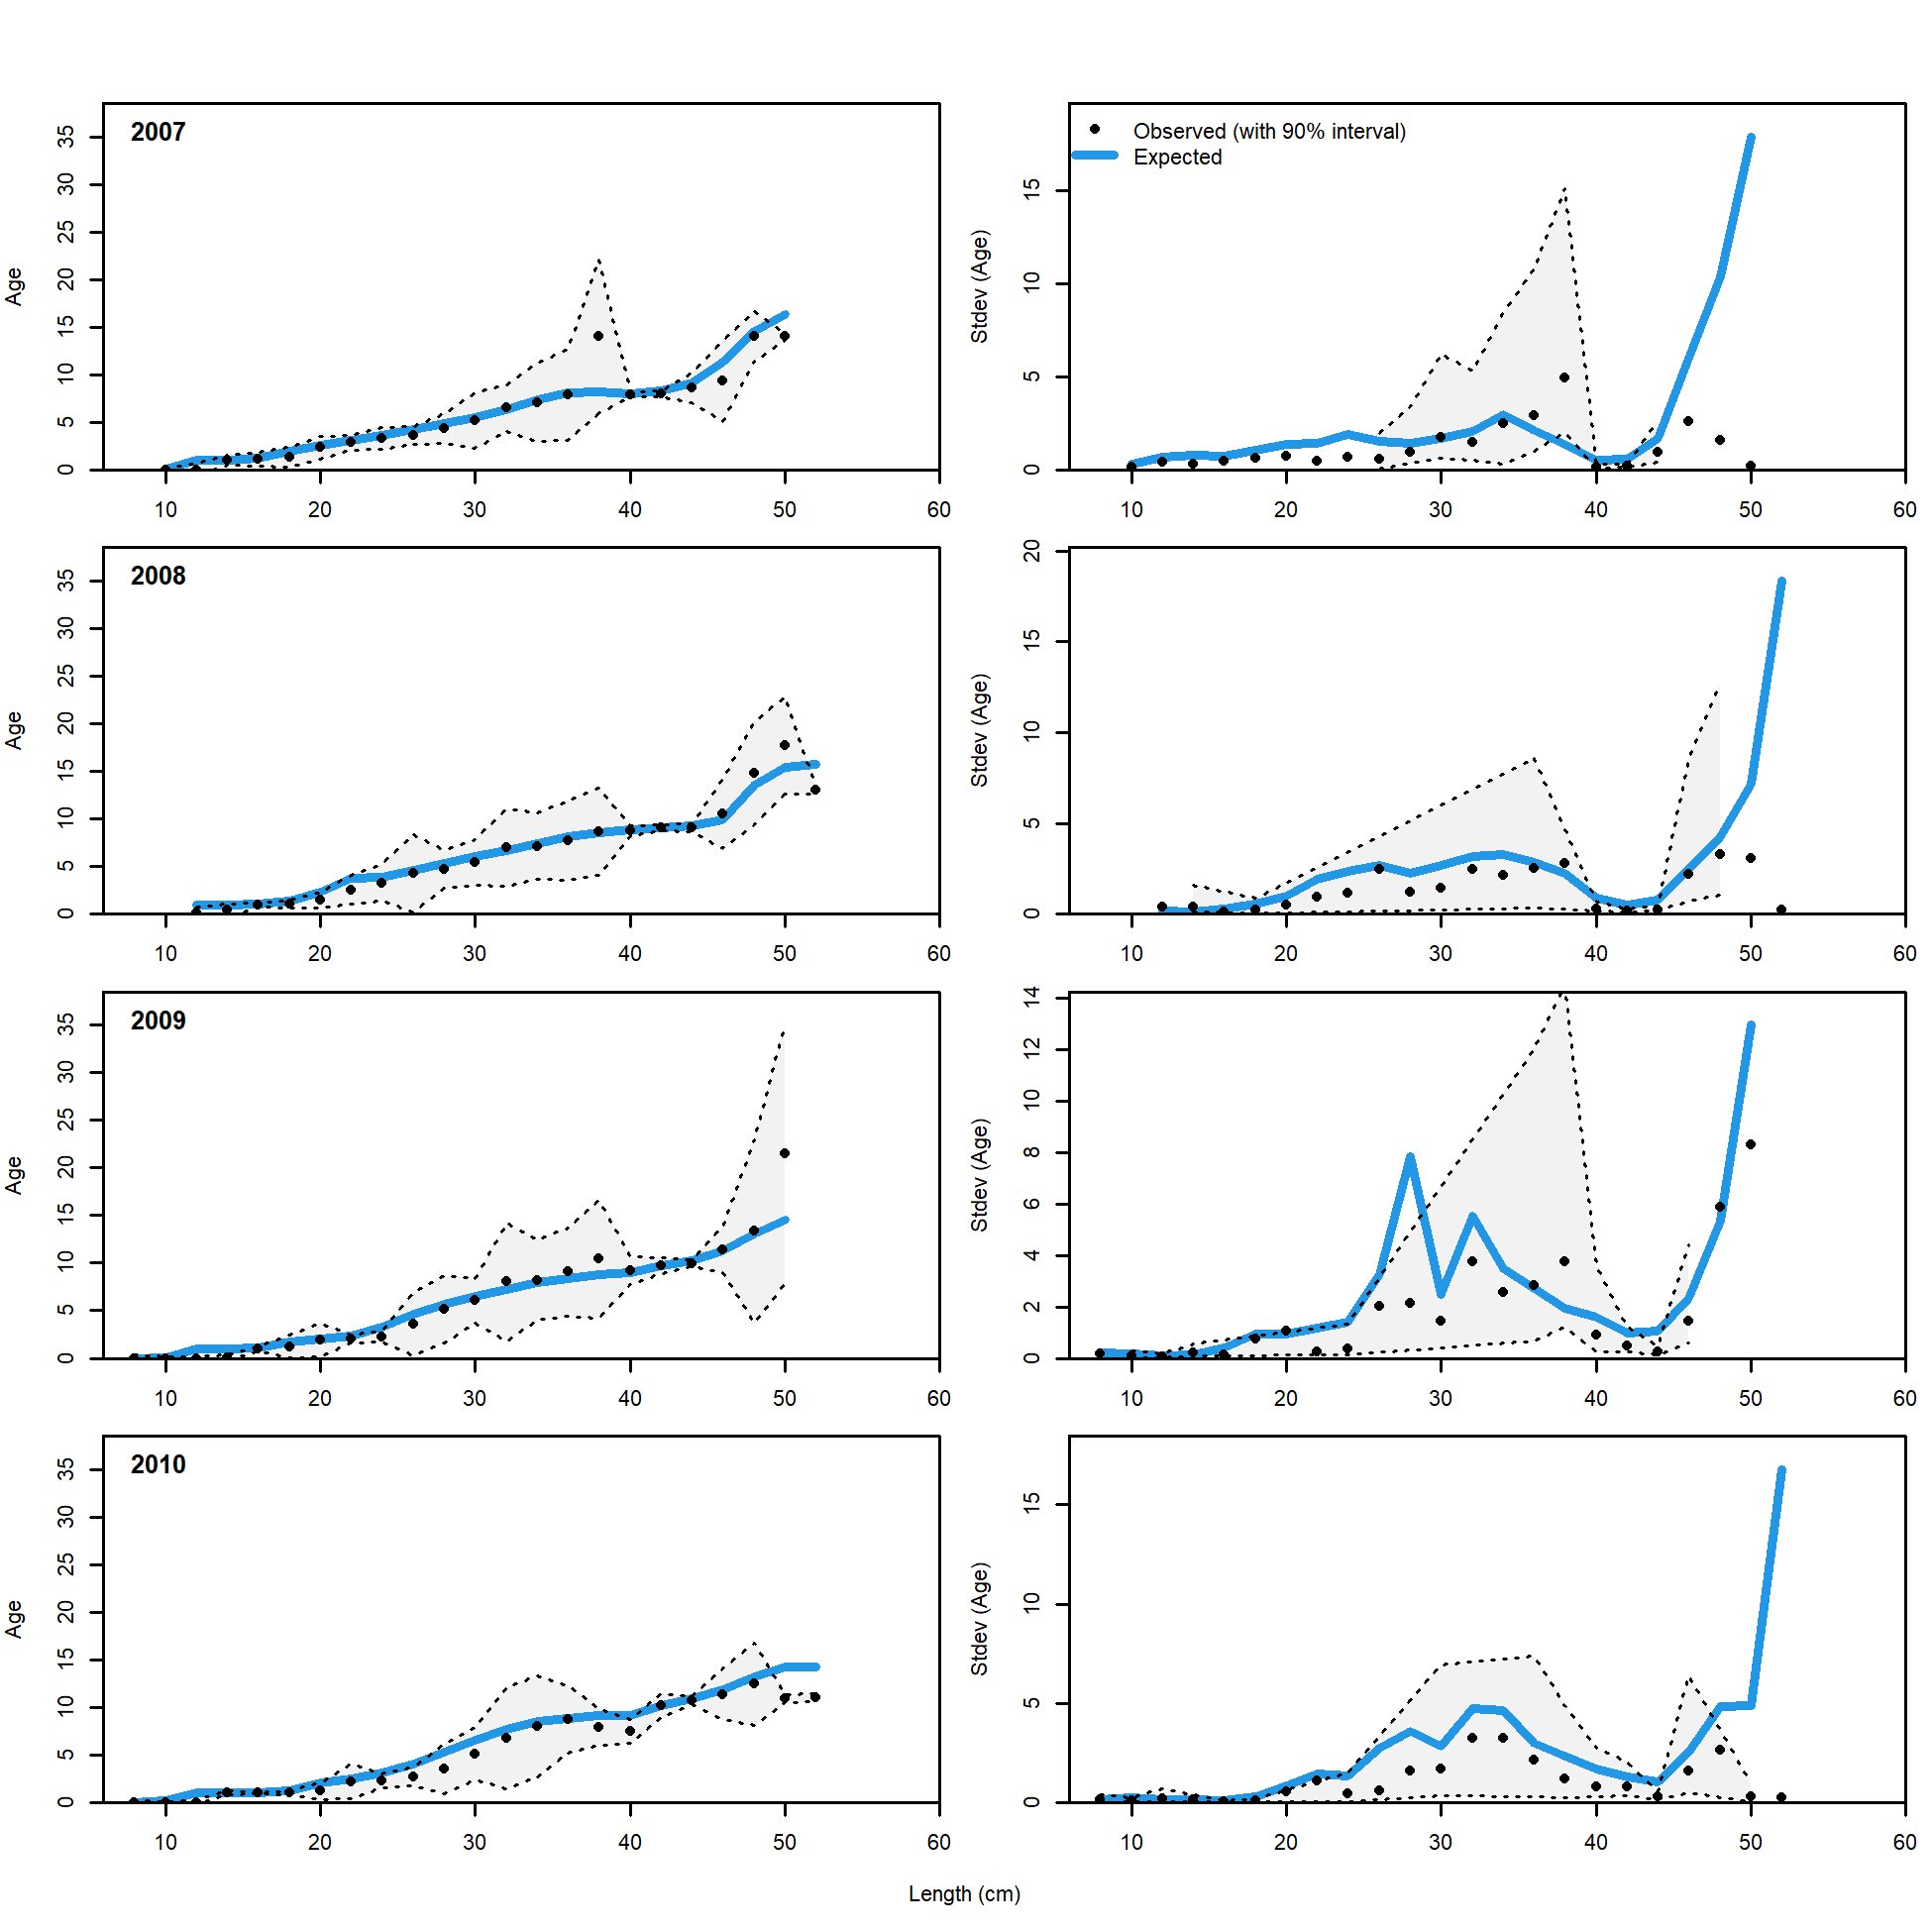 2007
Age
0 5 10 15 20 25 30 35
10 20 30 40 50 60
Observed (with 90% interval)
Expected
Stdev (Age)
0 5 10 15
10 20 30 40 50 60
2008
Age
0 5 10 15 20 25 30 35
10 20 30 40 50 60
Stdev (Age)
0 5 10 15 20
10 20 30 40 50 60
2009
Age
0 5 10 15 20 25 30 35
10 20 30 40 50 60
Stdev (Age)
0 2 4 6 8 10 12 14
10 20 30 40 50 60
2010
Age
0 5 10 15 20 25 30 35
10 20 30 40 50 60
Stdev (Age)
0 5 10 15
10 20 30 40 50 60
Length (cm)